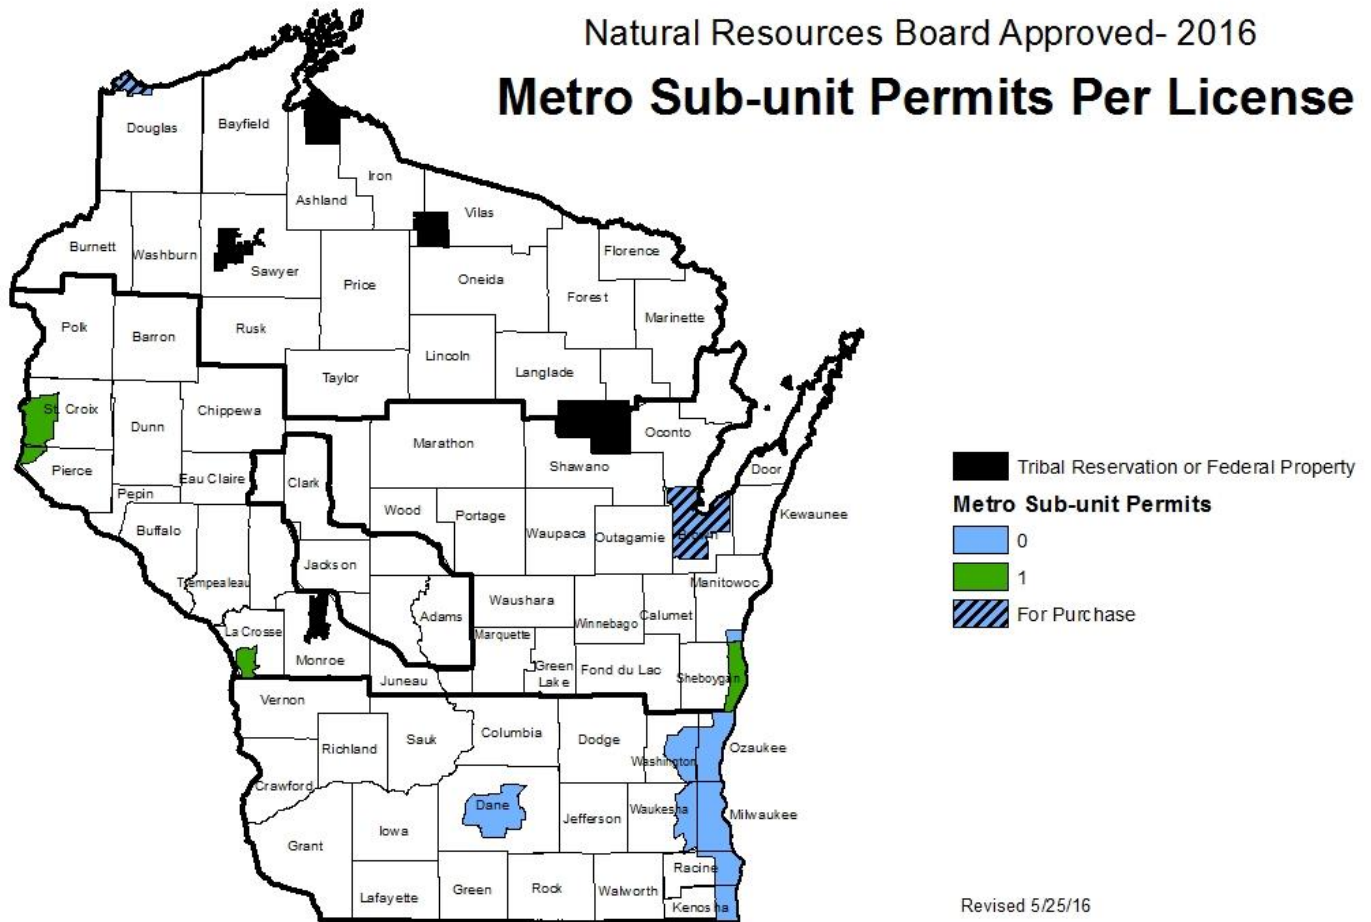 Natural Resources Board Approved- 2016
Metro Sub-unit Permits Per License
Douglas
Bayfield
Iron
Ashland
Vilas
Burnett
Washburn
Sawyer
Florence
Price
Oneida
Forest
Marinette
Polk
Barron
Rusk
Lincoln
Langlade
Taylor
St. Croix
Chippewa
Dunn
Marathon
Oconto
Shawano
Door
Pierce
Eau Claire
Clark
Pepin
Wood
Portage
Kewaunee
Buffalo
Waupaca
Outagamie
Brown
Jackson
Trempealeau
Manitowoc
Waushara
Adams
Calumet
Winnebago
La Crosse
Marquette
Monroe
Green
Lake
Fond du Lac
Sheboygan
Juneau
Vernon
Columbia
Sauk
Dodge
Richland
Ozaukee
Washington
Crawford
Dane
Waukesha
Milwaukee
Jefferson
Iowa
Grant
Racine
Green
Rock
Walworth
Lafayette
Kenosha
Tribal Reservation or Federal Property
Metro Sub-unit Permits
0
1
For Purchase
Revised 5/25/16